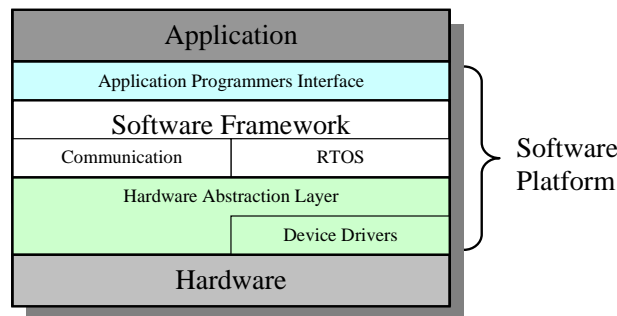 Application
Application Programmers Interface
Software Framework
Communication
RTOS
Hardware Abstraction Layer
Device Drivers
Hardware
Software
Platform